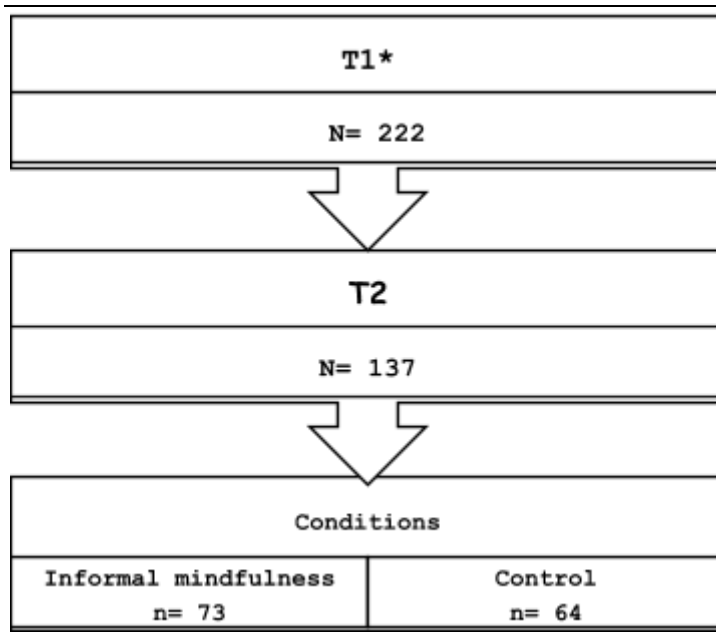 T1*
N= 222
T2
N= 137
Conditions
Informal mindfulness
n= 73
Control
n= 64